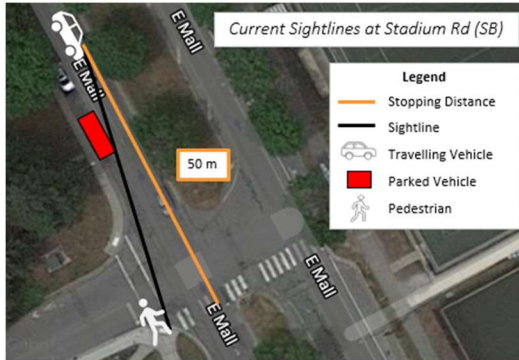 Current Sightlines at Stadium Rd (SB)
E Mall
E Mall
Legend
Stopping Distance
Sightline
Travelling Vehicle
Parked Vehicle
Pedestrian
50 m
E Mall
E Mall